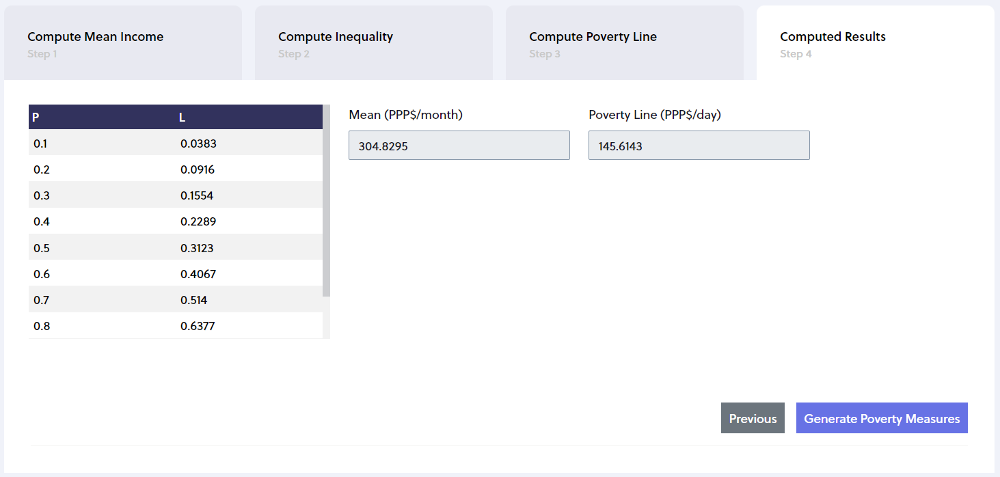 Compute Mean Income
Step 1
Compute Inequality
Step 2
Compute Poverty Line
Step 3
Computed Results
Step 4
P L
0.1 0.0383
0.2 0.0916
0.3 0.1554
0.4 0.2289
0.5 0.3123
0.6 0.4067
0.7 0.514
0.8 0.6377
Mean (PPP$/month)
304.8295
Poverty Line (PPP$/day)
145.6143
Previous
Generate Poverty Measures